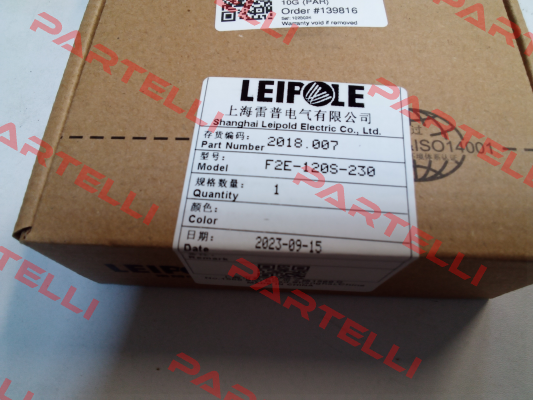 10G (PAR)
Order #139816
Warranty void if removed
LEIPOLE
上海雷普电气有限公司
Shanghai Leipold Electric Co., Ltd.
存货编码:
Part Number 2018.007
型号:
Model F2E-120S-230
规格数量:
Quantity 1
颜色:
Color
日期:
Date 2023-09-15
Remark
ISO14001
LEIPOLE
PARTELLI
PARTELLI
PARTELLI
PARTELLI
PARTELLI